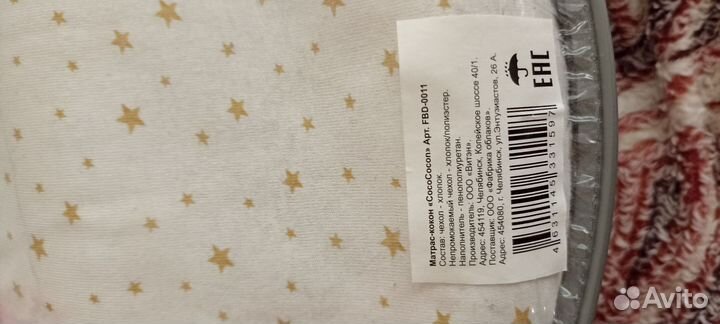 Матрас-кокон «CocoCocon» Арт. FBD-0011
Состав: чехол - хлопок.
Непромокаемый чехол - хлопок/полиэстер.
Наполнитель - пенополиуретан.
Производитель: ООО «Витэн».
Адрес: 454119, Челябинск, Копейское шоссе 40/1.
Поставщик: ООО «Фабрика облаков».
Адрес: 454080, г. Челябинск, ул.Энтузиастов, 26 А.
EAC
4 631145 331597
Avito